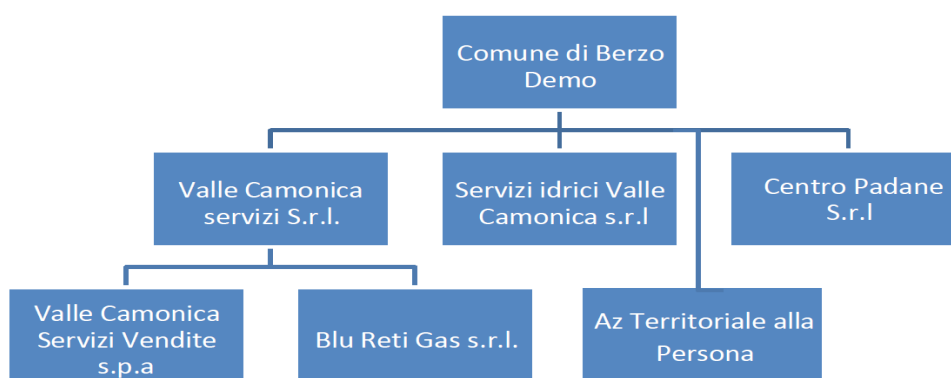 Comune di Berzo
Demo
Valle Camonica
servizi S.r.l.
Servizi idrici Valle
Camonica s.r.l
Centro Padane
S.r.l
Valle Camonica
Servizi Vendite
s.p.a
Blu Reti Gas s.r.l.
Az Territoriale alla
Persona